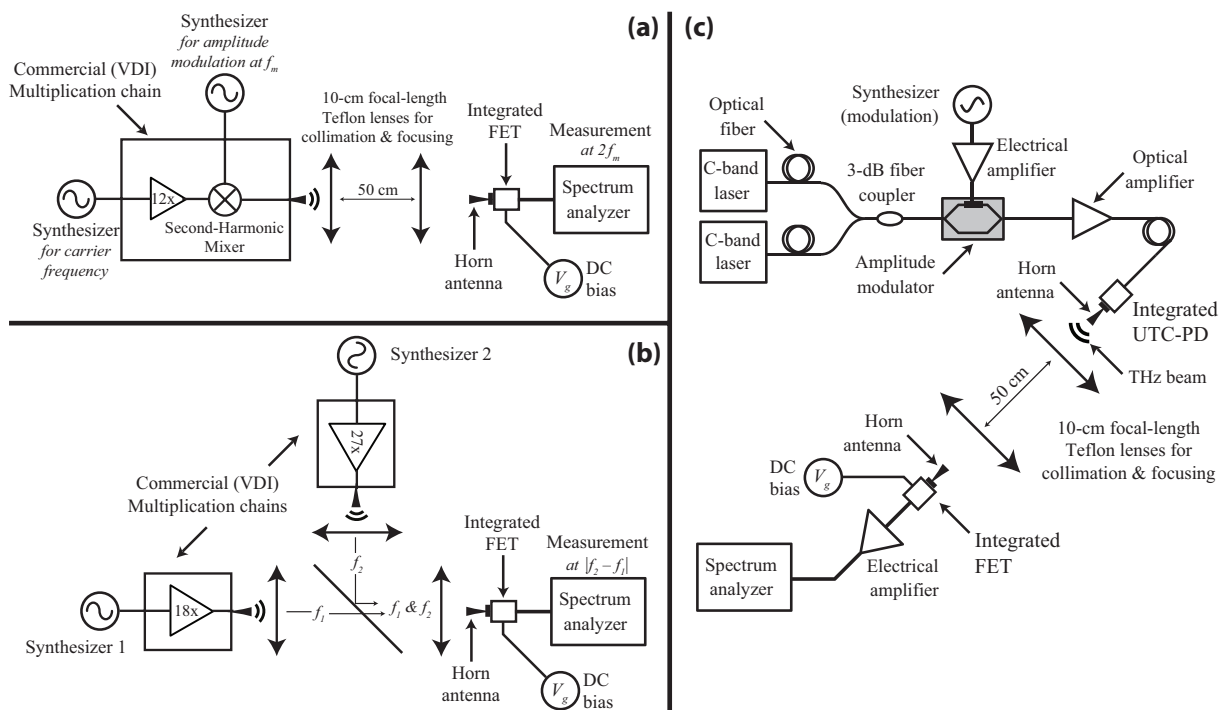 (a)
Synthesizer
for amplitude
modulation at fm
Commercial (VDI)
Multiplication chain
12x
Second-Harmonic
Mixer
Synthesizer
for carrier
frequency
10-cm focal-length
Teflon lenses for
collimation & focusing
50 cm
Integrated
FET
Measurement
at 2fm
Spectrum
analyzer
Horn
antenna
Vg
DC
bias
(b)
Synthesizer 2
27x
Commercial (VDI)
Multiplication chains
18x
Synthesizer 1
f2
f1
f1 & f2
Integrated
FET
Measurement
at |f2 – f1|
Spectrum
analyzer
Horn
antenna
Vg
DC
bias
(c)
Optical
fiber
Synthesizer
(modulation)
C-band
laser
C-band
laser
3-dB fiber
coupler
Electrical
amplifier
Optical
amplifier
Amplitude
modulator
Horn
antenna
Integrated
UTC-PD
THz beam
50 cm
10-cm focal-length
Teflon lenses for
collimation & focusing
Horn
antenna
DC
bias
Vg
Integrated
FET
Electrical
amplifier
Spectrum
analyzer